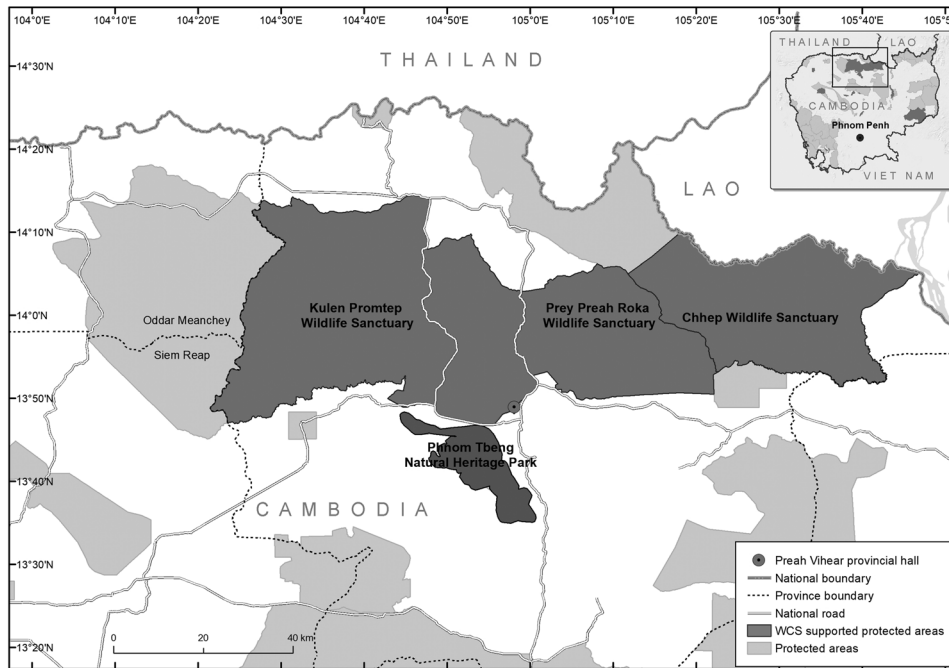 104°0'E 104°10'E 104°20'E 104°30'E 104°40'E 104°50'E 105°0'E 105°10'E 105°20'E 105°30'E 105°40'E
14°30'N
14°20'N
14°10'N
14°0'N
13°50'N
13°40'N
13°30'N
13°20'N
THAILAND
LAO
CAMBODIA
Oddar Meanchey
Siem Reap
Kulen Promtep
Wildlife Sanctuary
Prey Preah Roka
Wildlife Sanctuary
Chhep Wildlife Sanctuary
Phnom Tbeng
Natural Heritage Park
THAILAND
LAO
CAMBODIA
Phnom Penh
VIET NAM
0 20 40 km
Preah Vihear provincial hall
National boundary
Province boundary
National road
WCS supported protected areas
Protected areas